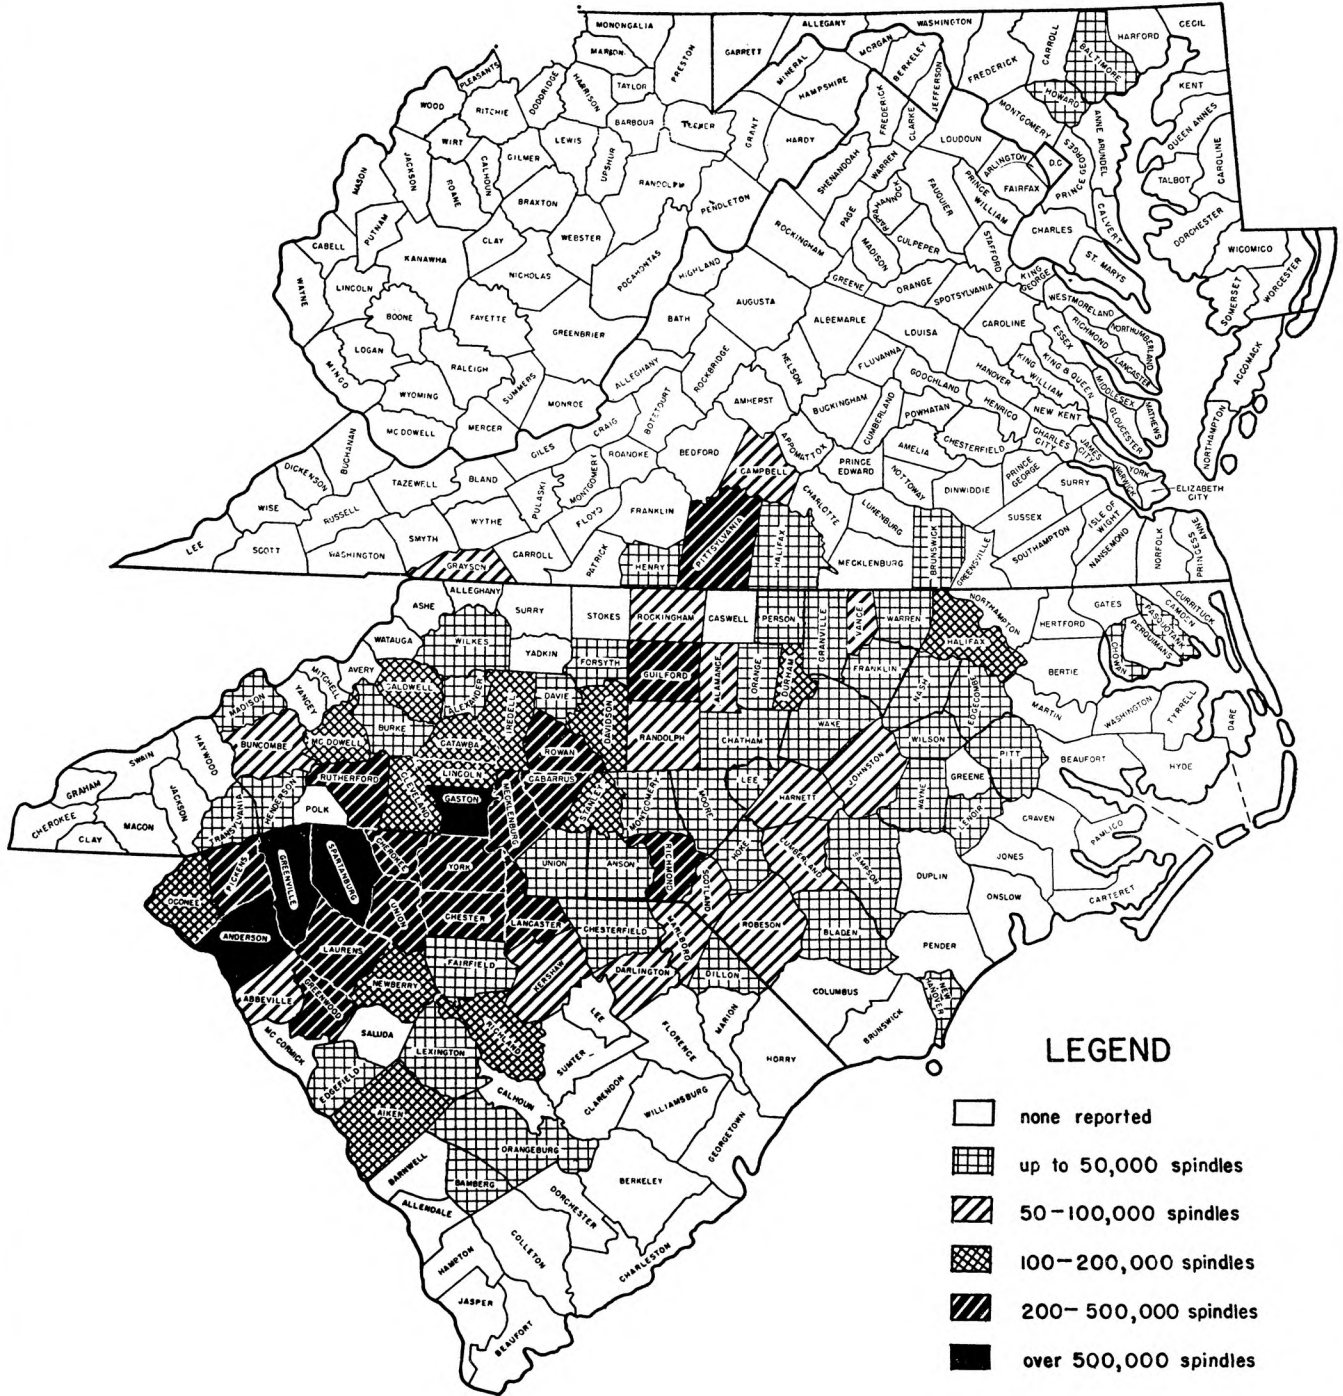 MONONGALIA
ALLEGANY
WASHINGTON
CECIL
MARION
PRESTON
GARRETT
MORGAN
BERKELEY
FREDERICK
CARROLL
BALTIMORE
HARFORD
PLEASANTS
DODDRIDGE
HARRISON
TAYLOR
MINERAL
HAMPSHIRE
JEFFERSON
HOWARD
KENT
WOOD
RITCHIE
BARBOUR
TUCKER
GRANT
HARDY
FREDERICK
CLARKE
LOUDOUN
MONTGOMERY
ANNE ARUNDEL
QUEEN ANNES
WIRT
LEWIS
UPSHUR
SHENANDOAH
WARREN
ARLINGTON
D.C
PRINCE GEORGES
CAROLINE
MASON
JACKSON
ROANE
CALHOUN
GILMER
RANDOLPH
PENDLETON
PAGE
RAPPAHANNOCK
FAUQUIER
PRINCE WILLIAM
FAIRFAX
TALBOT
BRAXTON
ROCKINGHAM
MADISON
CULPEPER
STAFFORD
CHARLES
CALVERT
DORCHESTER
CABELL
PUTNAM
KANAWHA
CLAY
WEBSTER
POCAHONTAS
HIGHLAND
ST. MARYS
WICOMICO
WAYNE
LINCOLN
NICHOLAS
AUGUSTA
GREENE
ORANGE
SPOTSYLVANIA
KING GEORGE
SOMERSET
WORCESTER
BOONE
FAYETTE
GREENBRIER
BATH
ALBEMARLE
LOUISA
CAROLINE
WESTMORELAND
RICHMOND
NORTHUMBERLAND
ESSEX
LANCASTER
ACCOMACK
MINGO
LOGAN
RALEIGH
SUMMERS
ALLEGHANY
ROCKBRIDGE
NELSON
FLUVANNA
GOOCHLAND
HANOVER
KING WILLIAM
KING & QUEEN
MIDDLESEX
WYOMING
MONROE
BOTETOURT
AMHERST
BUCKINGHAM
CUMBERLAND
POWHATAN
HENRICO
NEW KENT
GLOUCESTER
MATHEWS
NORTHAMPTON
MC DOWELL
MERCER
CRAIG
BUCHANAN
GILES
ROANOKE
BEDFORD
CAMPBELL
APPOMATTOX
PRINCE EDWARD
AMELIA
CHESTERFIELD
CHARLES CITY
JAMES CITY
YORK
WARWICK
ELIZABETH CITY
DICKENSON
TAZEWELL
BLAND
PULASKI
MONTGOMERY
NOTTOWAY
DINWIDDIE
PRINCE GEORGE
SURRY
WISE
RUSSELL
WYTHE
FLOYD
FRANKLIN
PITTSYLVANIA
HALIFAX
CHARLOTTE
LUNENBURG
BRUNSWICK
SUSSEX
SOUTHAMPTON
ISLE OF WIGHT
NANSEMOND
NORFOLK
PRINCESS ANNE
LEE
SCOTT
WASHINGTON
SMYTH
GRAYSON
CARROLL
PATRICK
HENRY
MECKLENBURG
GREENSVILLE
ASHE
ALLEGHANY
SURRY
STOKES
ROCKINGHAM
CASWELL
PERSON
GRANVILLE
VANCE
WARREN
NORTHAMPTON
HALIFAX
HERTFORD
GATES
CURRITUCK
CAMDEN
PASQUOTANK
PERQUIMANS
CHOWAN
WATAUGA
WILKES
YADKIN
FORSYTH
GUILFORD
ALAMANCE
ORANGE
DURHAM
FRANKLIN
NASH
EDGECOMBE
BERTIE
MITCHELL
AVERY
CALDWELL
ALEXANDER
IREDELL
DAVIE
DAVIDSON
RANDOLPH
CHATHAM
WAKE
MARTIN
WASHINGTON
TYRRELL
DARE
MADISON
YANCEY
BURKE
CATAWBA
ROWAN
WILSON
PITT
BEAUFORT
HYDE
SWAIN
HAYWOOD
BUNCOMBE
MC DOWELL
LINCOLN
CABARRUS
LEE
HARNETT
JOHNSTON
GREENE
GRAHAM
JACKSON
HENDERSON
RUTHERFORD
CLEVELAND
GASTON
MECKLENBURG
STANLEY
MONTGOMERY
MOORE
WAYNE
LENOIR
CRAVEN
PAMLICO
CHEROKEE
CLAY
MACON
TRANSYLVANIA
POLK
UNION
ANSON
RICHMOND
HOKE
CUMBERLAND
SAMPSON
DUPLIN
JONES
ONSLOW
CARTERET
OCONEE
PICKENS
GREENVILLE
SPARTANBURG
CHEROKEE
YORK
SCOTLAND
ROBESON
BLADEN
PENDER
ANDERSON
LAURENS
UNION
CHESTER
LANCASTER
CHESTERFIELD
MARLBORO
DILLON
ABBEVILLE
GREENWOOD
NEWBERRY
FAIRFIELD
KERSHAW
DARLINGTON
COLUMBUS
BRUNSWICK
NEW HANOVER
MC CORMICK
SALUDA
LEXINGTON
RICHLAND
LEE
FLORENCE
MARION
HORRY
EDGEFIELD
SUMTER
CALHOUN
CLARENDON
WILLIAMSBURG
GEORGETOWN
AIKEN
ORANGEBURG
BARNWELL
BAMBERG
BERKELEY
ALLENDALE
DORCHESTER
HAMPTON
COLLETON
CHARLESTON
JASPER
BEAUFORT
LEGEND
none reported
up to 50,000 spindles
50-100,000 spindles
100-200,000 spindles
200-500,000 spindles
over 500,000 spindles